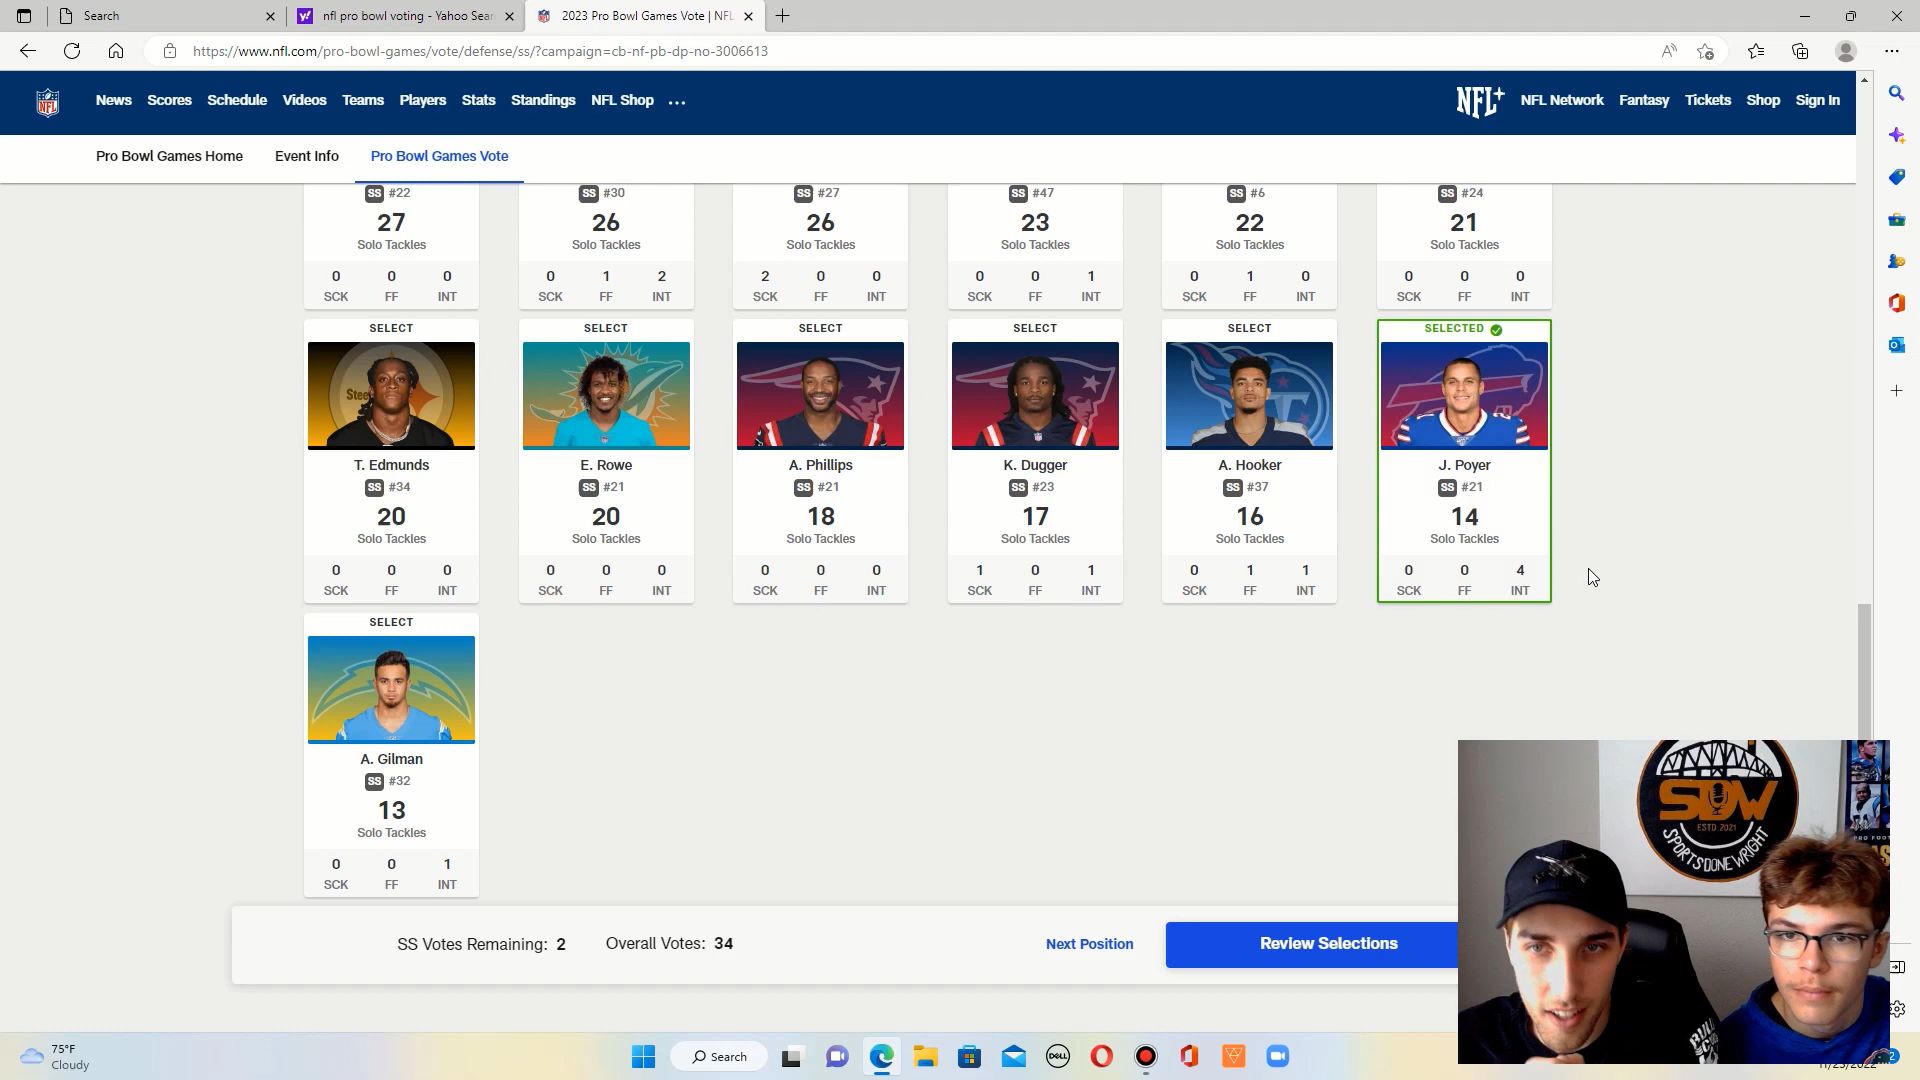 Search
nfl pro bowl voting - Yahoo Sear
2023 Pro Bowl Games Vote | NFL
https://www.nfl.com/pro-bowl-games/vote/defense/ss/?campaign=cb-nf-pb-dp-no-3006613
NFL News Scores Schedule Videos Teams Players Stats Standings NFL Shop ... NFL+ NFL Network Fantasy Tickets Shop Sign In
Pro Bowl Games Home Event Info Pro Bowl Games Vote
SS #22 SS #30 SS #27 SS #47 SS #6 SS #24
27 26 26 23 22 21
Solo Tackles Solo Tackles Solo Tackles Solo Tackles Solo Tackles Solo Tackles
0 0 0 0 1 2 2 0 0 0 0 1 0 1 0 0 0 0
SCK FF INT SCK FF INT SCK FF INT SCK FF INT SCK FF INT SCK FF INT
SELECT SELECT SELECT SELECT SELECT SELECTED
Stee
T. Edmunds E. Rowe A. Phillips K. Dugger A. Hooker J. Poyer
SS #34 SS #21 SS #21 SS #23 SS #37 SS #21
20 20 18 17 16 14
Solo Tackles Solo Tackles Solo Tackles Solo Tackles Solo Tackles Solo Tackles
0 0 0 0 0 0 0 0 0 1 0 1 0 1 1 0 0 4
SCK FF INT SCK FF INT SCK FF INT SCK FF INT SCK FF INT SCK FF INT
SELECT
A. Gilman
SS #32
13
Solo Tackles
0 0 1
SCK FF INT
SS Votes Remaining: 2 Overall Votes: 34 Next Position Review Selections
SDW
ESTD 2021
SPORTSDONEWRIGHT
75°F
Cloudy
Search
DELL
11/23/2022